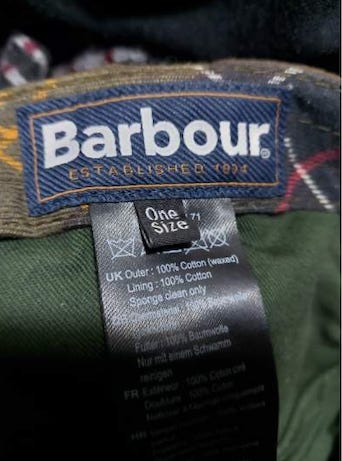 Barbour®
ESTABLISHED 1894
One
Size
71
UK Outer : 100% Cotton (waxed)
Lining : 100% Cotton
Sponge clean only
Futter : 100% Baumwolle
Nur mit einem Schwamm
reinigen
FR Extérieur : 100% Coton ciré
Doublure : 100% Coton